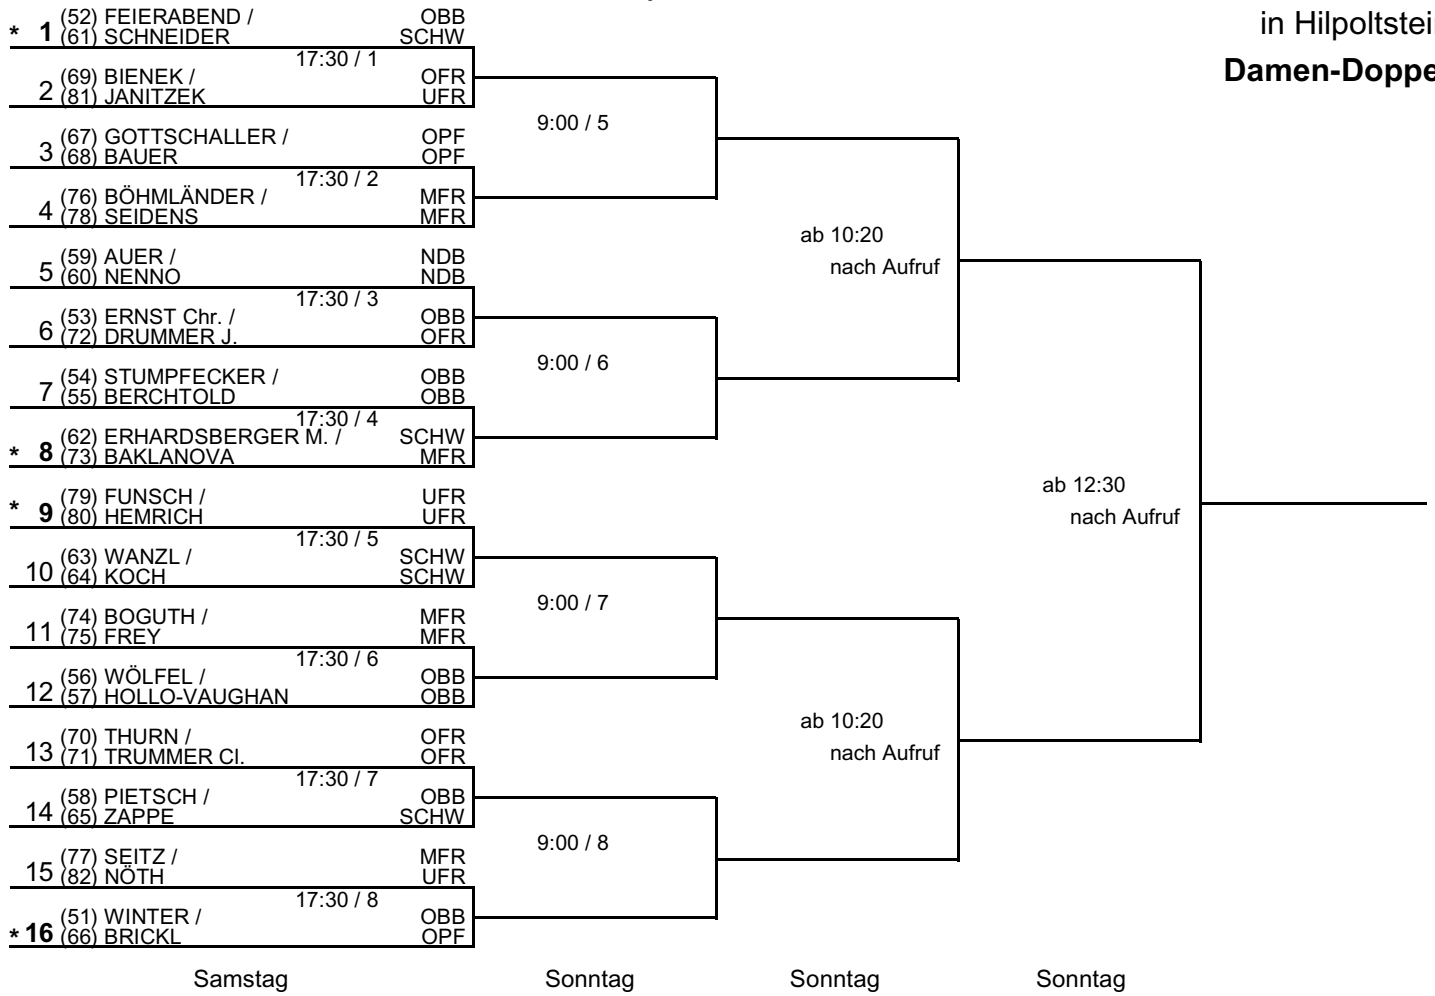 (52) FEIERABEND / OBB
* 1 (61) SCHNEIDER SCHW
in Hilpoltstei
17:30 / 1
Damen-Doppe
(69) BIENEK / OFR
2 (81) JANITZEK UFR
9:00 / 5
(67) GOTTSCHALLER / OPF
3 (68) BAUER OPF
17:30 / 2
(76) BÖHMLÄNDER / MFR
4 (78) SEIDENS MFR
ab 10:20
nach Aufruf
(59) AUER / NDB
5 (60) NENNO NDB
17:30 / 3
(53) ERNST Chr. / OBB
6 (72) DRUMMER J. OFR
9:00 / 6
(54) STUMPFECKER / OBB
7 (55) BERCHTOLD OBB
17:30 / 4
(62) ERHARDSBERGER M. / SCHW
* 8 (73) BAKLANOVA MFR
ab 12:30
nach Aufruf
(79) FUNSCH / UFR
* 9 (80) HEMRICH UFR
17:30 / 5
(63) WANZL / SCHW
10 (64) KOCH SCHW
9:00 / 7
(74) BOGUTH / MFR
11 (75) FREY MFR
17:30 / 6
(56) WÖLFEL / OBB
12 (57) HOLLO-VAUGHAN OBB
ab 10:20
nach Aufruf
(70) THURN / OFR
13 (71) TRUMMER Cl. OFR
17:30 / 7
(58) PIETSCH / OBB
14 (65) ZAPPE SCHW
9:00 / 8
(77) SEITZ / MFR
15 (82) NÖTH UFR
17:30 / 8
(51) WINTER / OBB
* 16 (66) BRICKL OPF
Samstag Sonntag Sonntag Sonntag